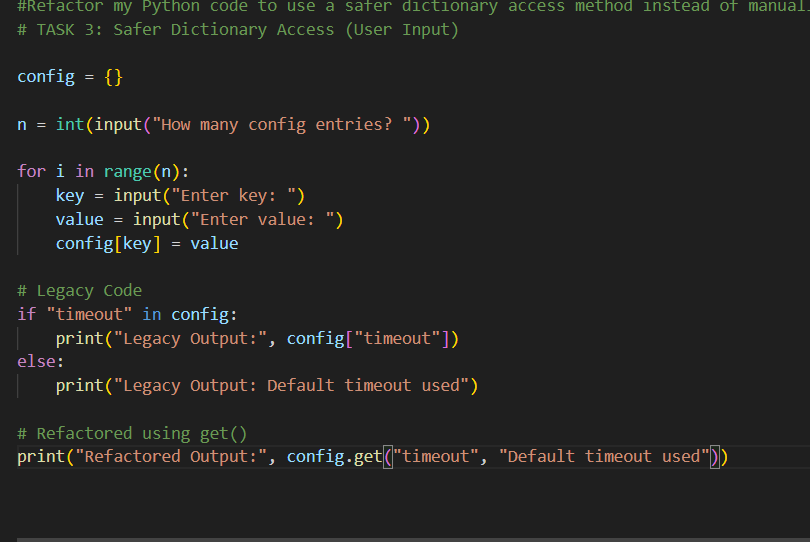 #Refactor my Python code to use a safer dictionary access method instead of manual
# TASK 3: Safer Dictionary Access (User Input)
config = {}
n = int(input("How many config entries? "))
for i in range(n):
    key = input("Enter key: ")
    value = input("Enter value: ")
    config[key] = value
# Legacy Code
if "timeout" in config:
    print("Legacy Output:", config["timeout"])
else:
    print("Legacy Output: Default timeout used")
# Refactored using get()
print("Refactored Output:", config.get("timeout", "Default timeout used"))